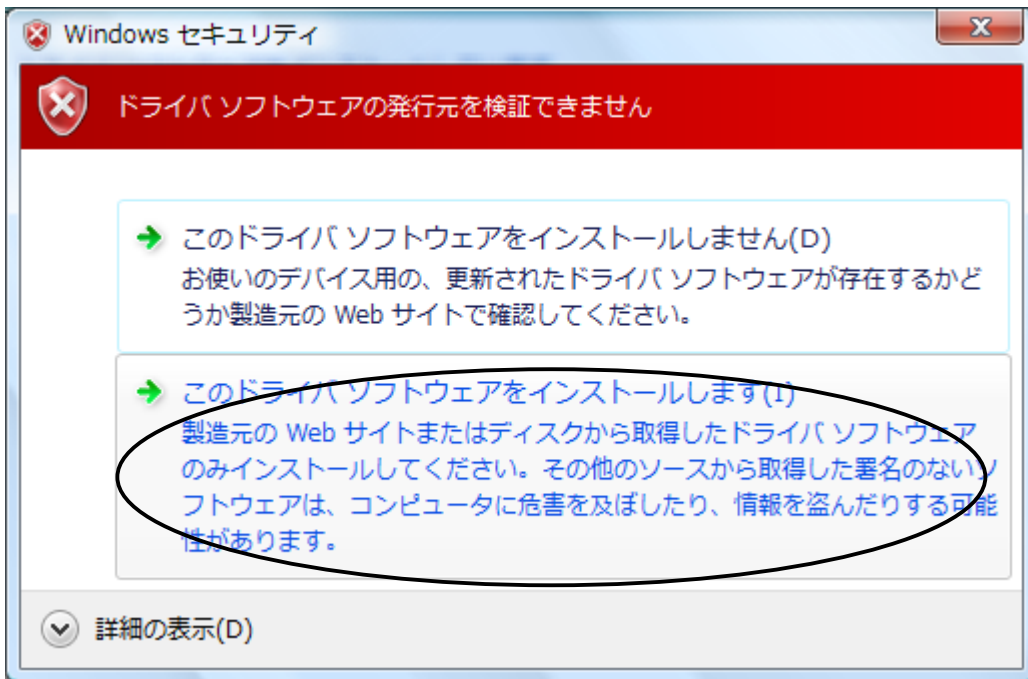 Windows セキュリティ
ドライバ ソフトウェアの発行元を検証できません
このドライバ ソフトウェアをインストールしません(D)
お使いのデバイス用の、更新されたドライバ ソフトウェアが存在するかど
うか製造元の Web サイトで確認してください。
このドライバ ソフトウェアをインストールします(I)
製造元の Web サイトまたはディスクから取得したドライバ ソフトウェア
のみインストールしてください。その他のソースから取得した署名のないソ
フトウェアは、コンピュータに危害を及ぼしたり、情報を盗んだりする可能
性があります。
詳細の表示(D)